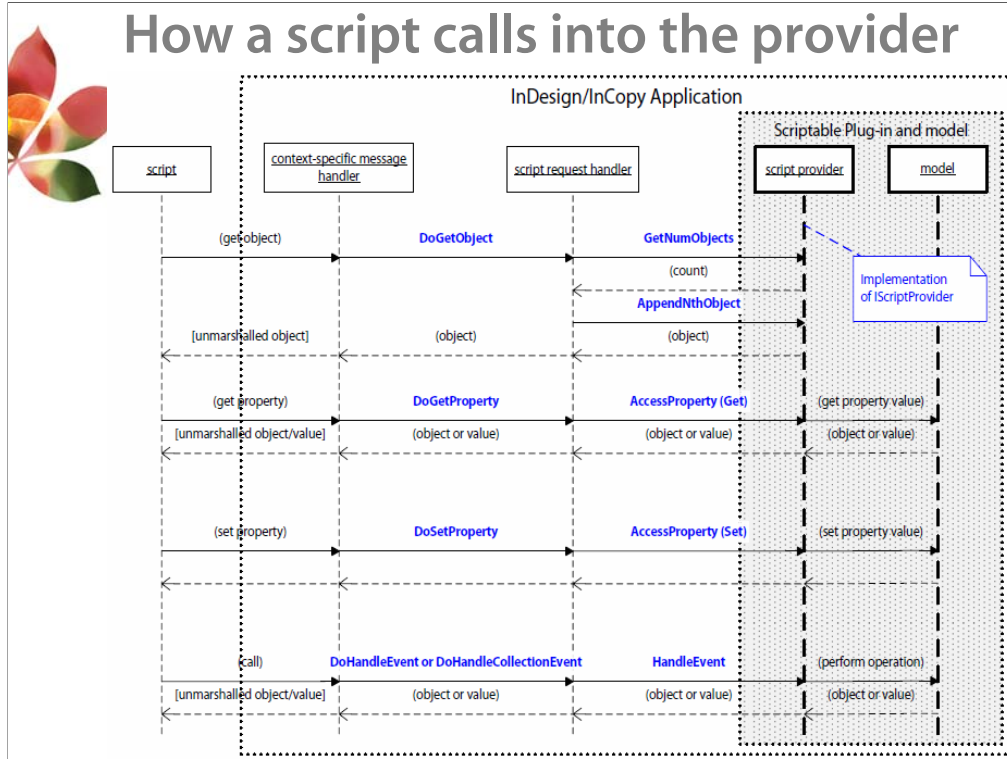 How a script calls into the provider
InDesign/InCopy Application
Scriptable Plug-in and model
script
context-specific message
handler
script request handler
script provider
model
(get object)
DoGetObject
GetNumObjects
(count)
Implementation
of IScriptProvider
AppendNthObject
[unmarshalled object]
(object)
(object)
(get property)
DoGetProperty
AccessProperty (Get)
(get property value)
[unmarshalled object/value]
(object or value)
(object or value)
(object or value)
(set property)
DoSetProperty
AccessProperty (Set)
(set property value)
(call)
DoHandleEvent or DoHandleCollectionEvent
HandleEvent
(perform operation)
[unmarshalled object/value]
(object or value)
(object or value)
(object or value)